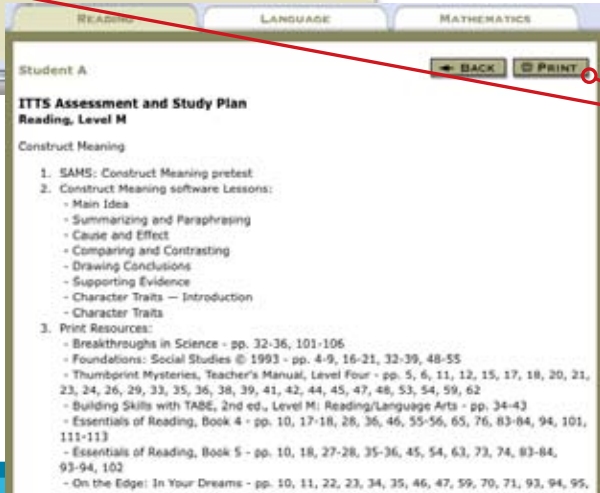 READING LANGUAGE MATHEMATICS
Student A
BACK PRINT
ITTS Assessment and Study Plan
Reading, Level M
Construct Meaning
1. SAMS: Construct Meaning pretest
2. Construct Meaning software Lessons:
- Main Idea
- Summarizing and Paraphrasing
- Cause and Effect
- Comparing and Contrasting
- Drawing Conclusions
- Supporting Evidence
- Character Traits — Introduction
- Character Traits
3. Print Resources:
- Breakthroughs in Science - pp. 32-36, 101-106
- Foundations: Social Studies © 1993 - pp. 4-9, 16-21, 32-39, 48-55
- Thumbprint Mysteries, Teacher's Manual, Level Four - pp. 5, 6, 11, 12, 15, 17, 18, 20, 21,
23, 24, 26, 29, 33, 35, 36, 38, 39, 41, 42, 44, 45, 47, 48, 53, 54, 59, 62
- Building Skills with TABE, 2nd ed., Level M: Reading/Language Arts - pp. 34-43
- Essentials of Reading, Book 4 - pp. 10, 17-18, 28, 36, 46, 55-56, 65, 76, 83-84, 94, 101,
111-113
- Essentials of Reading, Book 5 - pp. 10, 18, 27-28, 35-36, 45, 54, 63, 73, 74, 83-84,
93-94, 102
- On the Edge: In Your Dreams - pp. 10, 11, 22, 23, 34, 35, 46, 47, 59, 70, 71, 93, 94, 95,